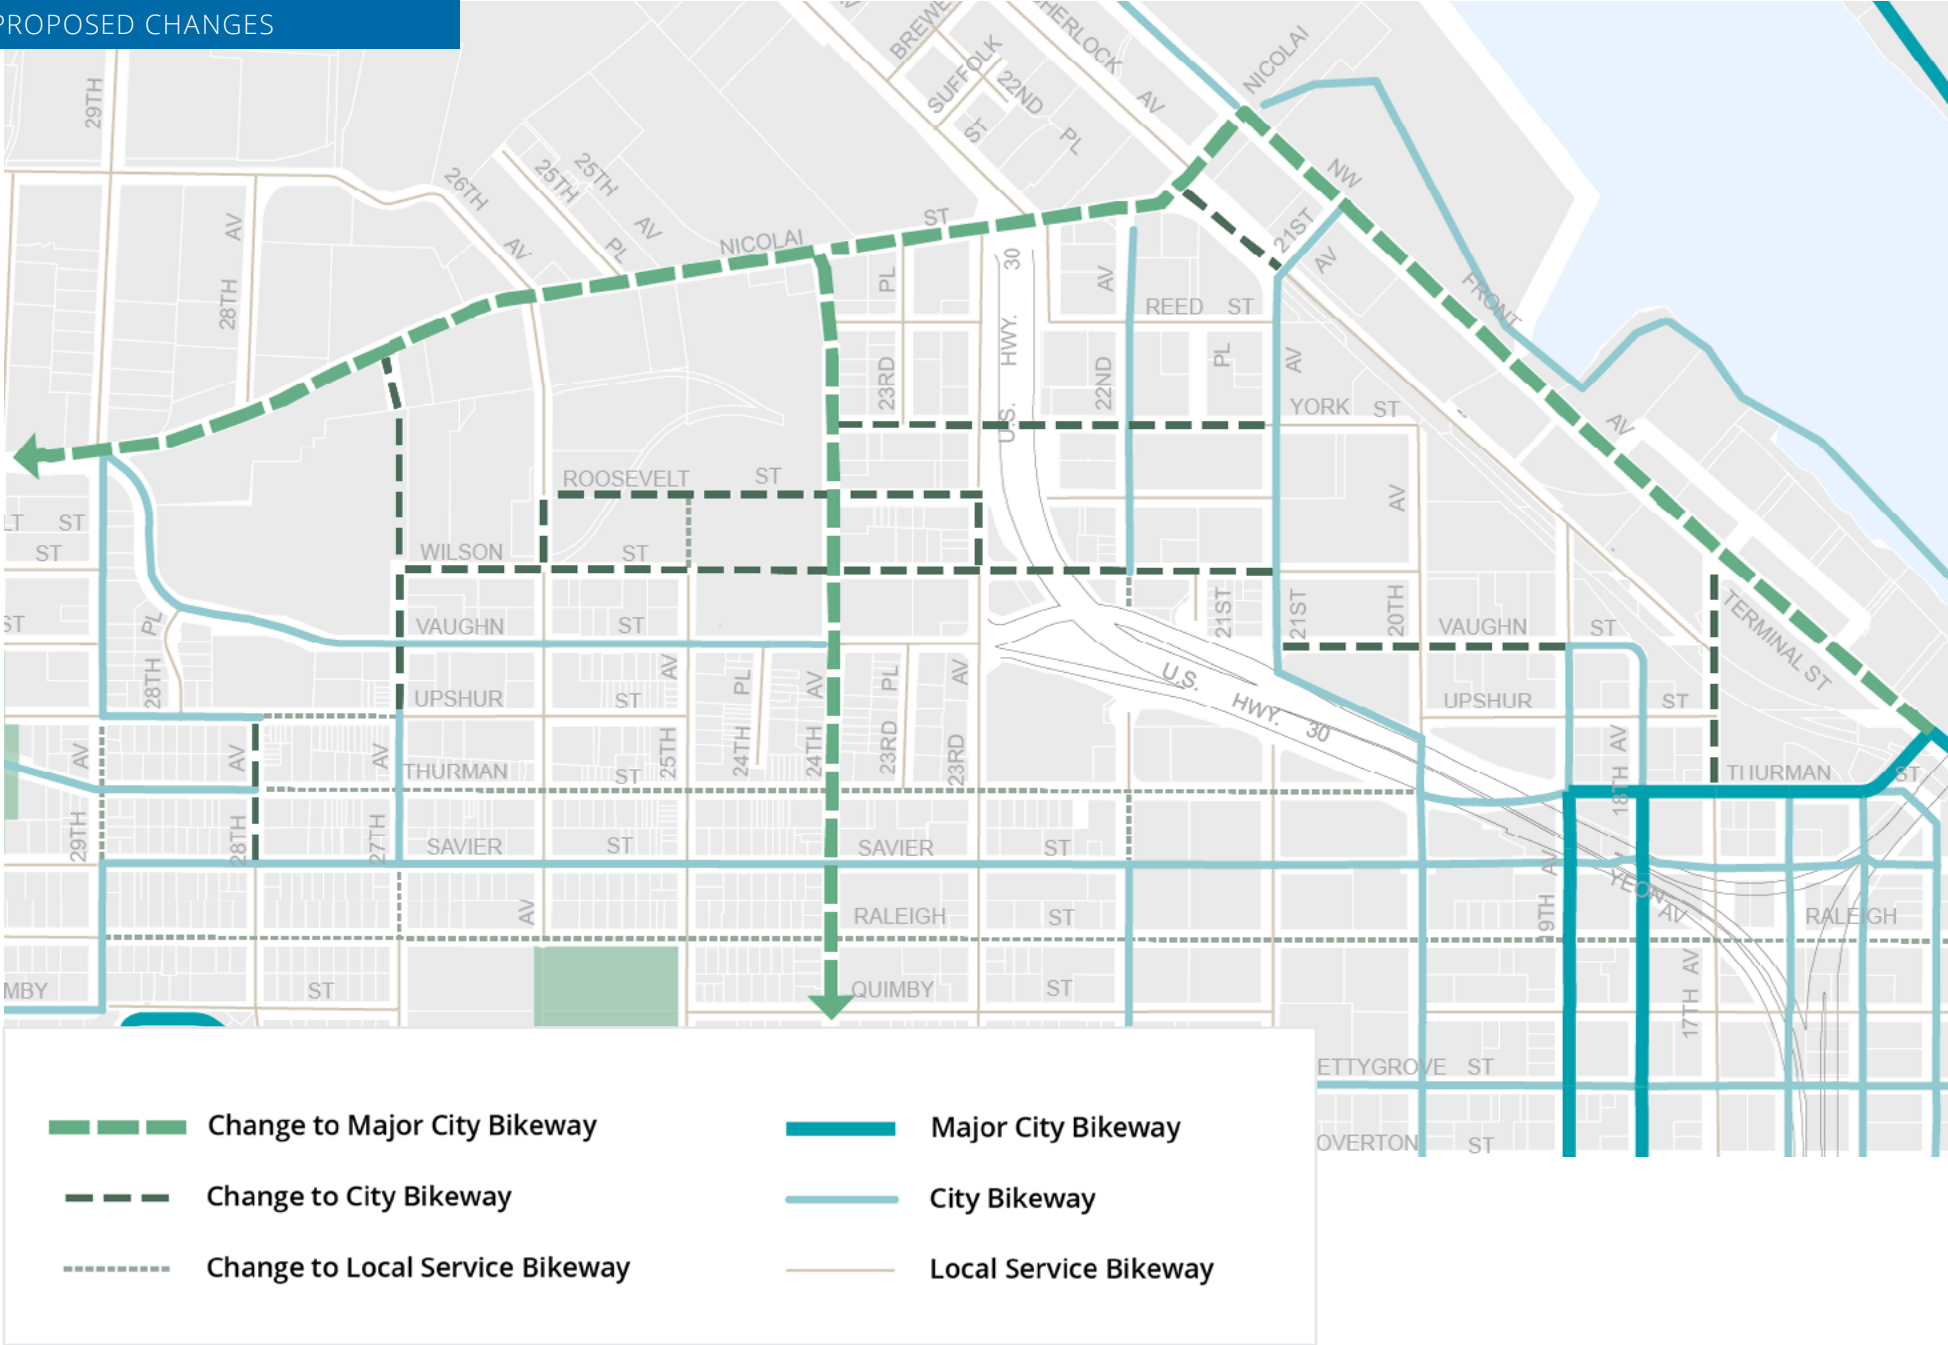 PROPOSED CHANGES
29TH
AV
BREWE
SUFFOLK
ST
22ND
PL
HERLOCK
AV
NICOLAI
NW
21ST
AV
FRONT
AV
TERMINAL ST
26TH
AV
25TH
PL
25TH
AV
NICOLAI
ST
AV
28TH
PL
23RD
30
HWY.
U.S.
AV
22ND
REED ST
PL
AV
YORK ST
ROOSEVELT ST
LT ST
ST
WILSON ST
ST
VAUGHN ST
PL
28TH
UPSHUR ST
AV
25TH
PL
24TH
AV
24TH
PL
23RD
AV
23RD
21ST
21ST
AV
20TH
VAUGHN ST
U.S.
HWY.
30
UPSHUR ST
AV
29TH
AV
28TH
AV
27TH
THURMAN ST
AV
18TH
THURMAN ST
SAVIER ST
SAVIER ST
AV
19TH
YEON
AV
AV
RALEIGH ST
RALEIGH
AV
17TH
MBY ST
QUIMBY ST
ETTYGROVE ST
OVERTON ST
Change to Major City Bikeway
Change to City Bikeway
Change to Local Service Bikeway
Major City Bikeway
City Bikeway
Local Service Bikeway